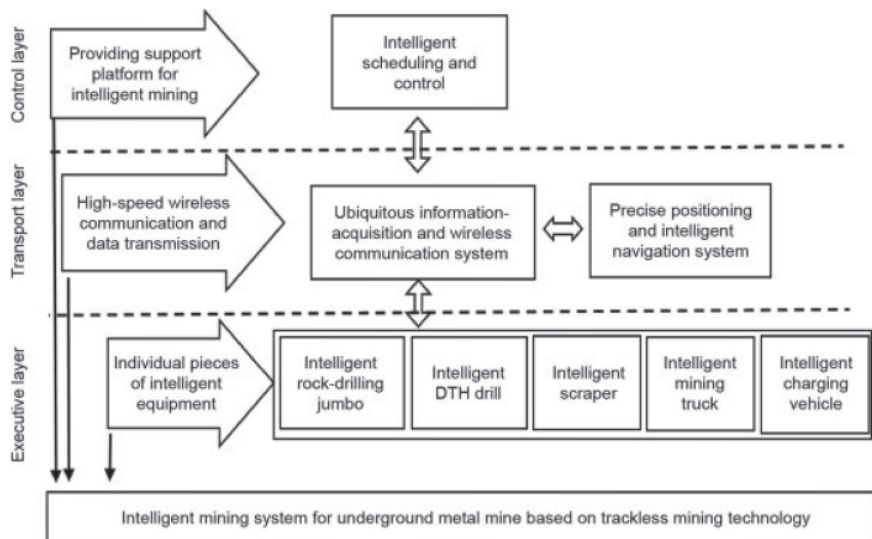 Control layer
Providing support
platform for
intelligent mining
Intelligent
scheduling and
control
Transport layer
High-speed wireless
communication and
data transmission
Ubiquitous information-
acquisition and wireless
communication system
Precise positioning
and intelligent
navigation system
Executive layer
Individual pieces
of intelligent
equipment
Intelligent
rock-drilling
jumbo
Intelligent
DTH drill
Intelligent
scraper
Intelligent
mining
truck
Intelligent
charging
vehicle
Intelligent mining system for underground metal mine based on trackless mining technology